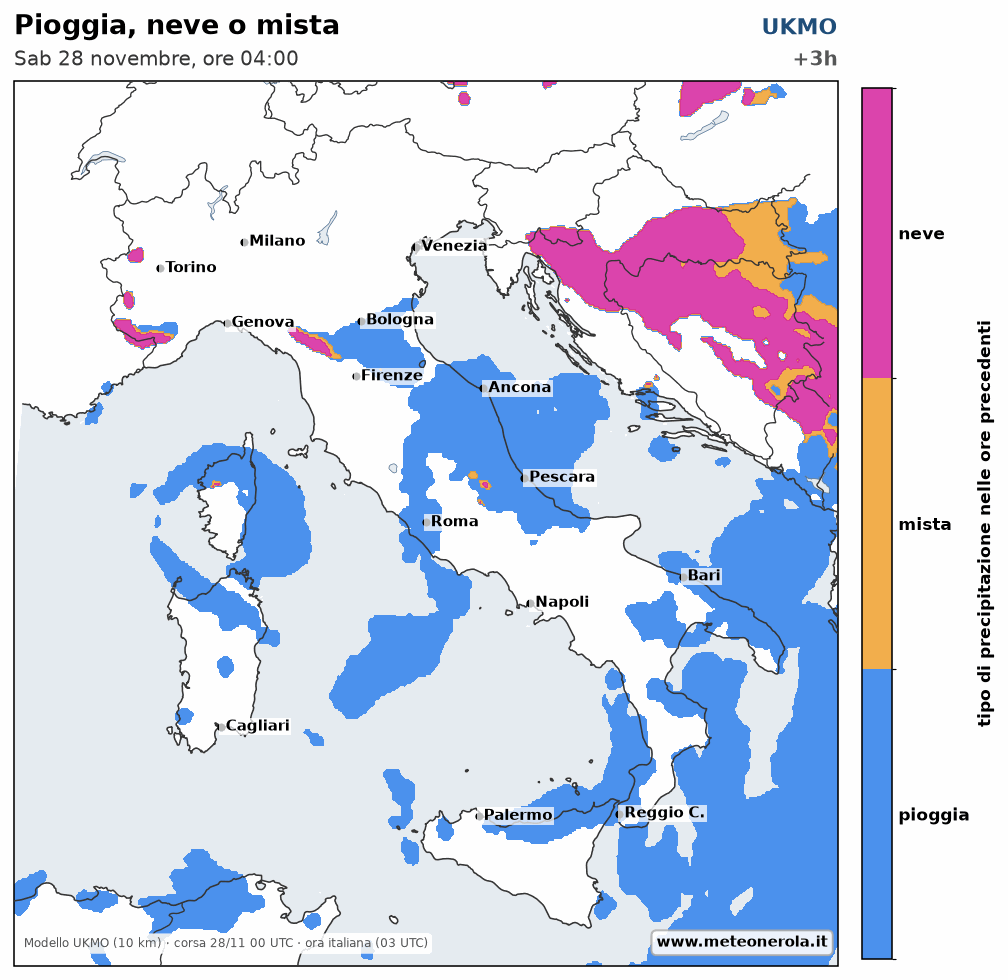 Pioggia, neve o mista
UKMO
Sab 28 novembre, ore 04:00
+3h
Milano
Venezia
Torino
Genova
Bologna
Firenze
Ancona
Pescara
Roma
Bari
Napoli
Cagliari
Palermo
Reggio C.
neve
mista
pioggia
tipo di precipitazione nelle ore precedenti
Modello UKMO (10 km) · corsa 28/11 00 UTC · ora italiana (03 UTC)
www.meteonerola.it